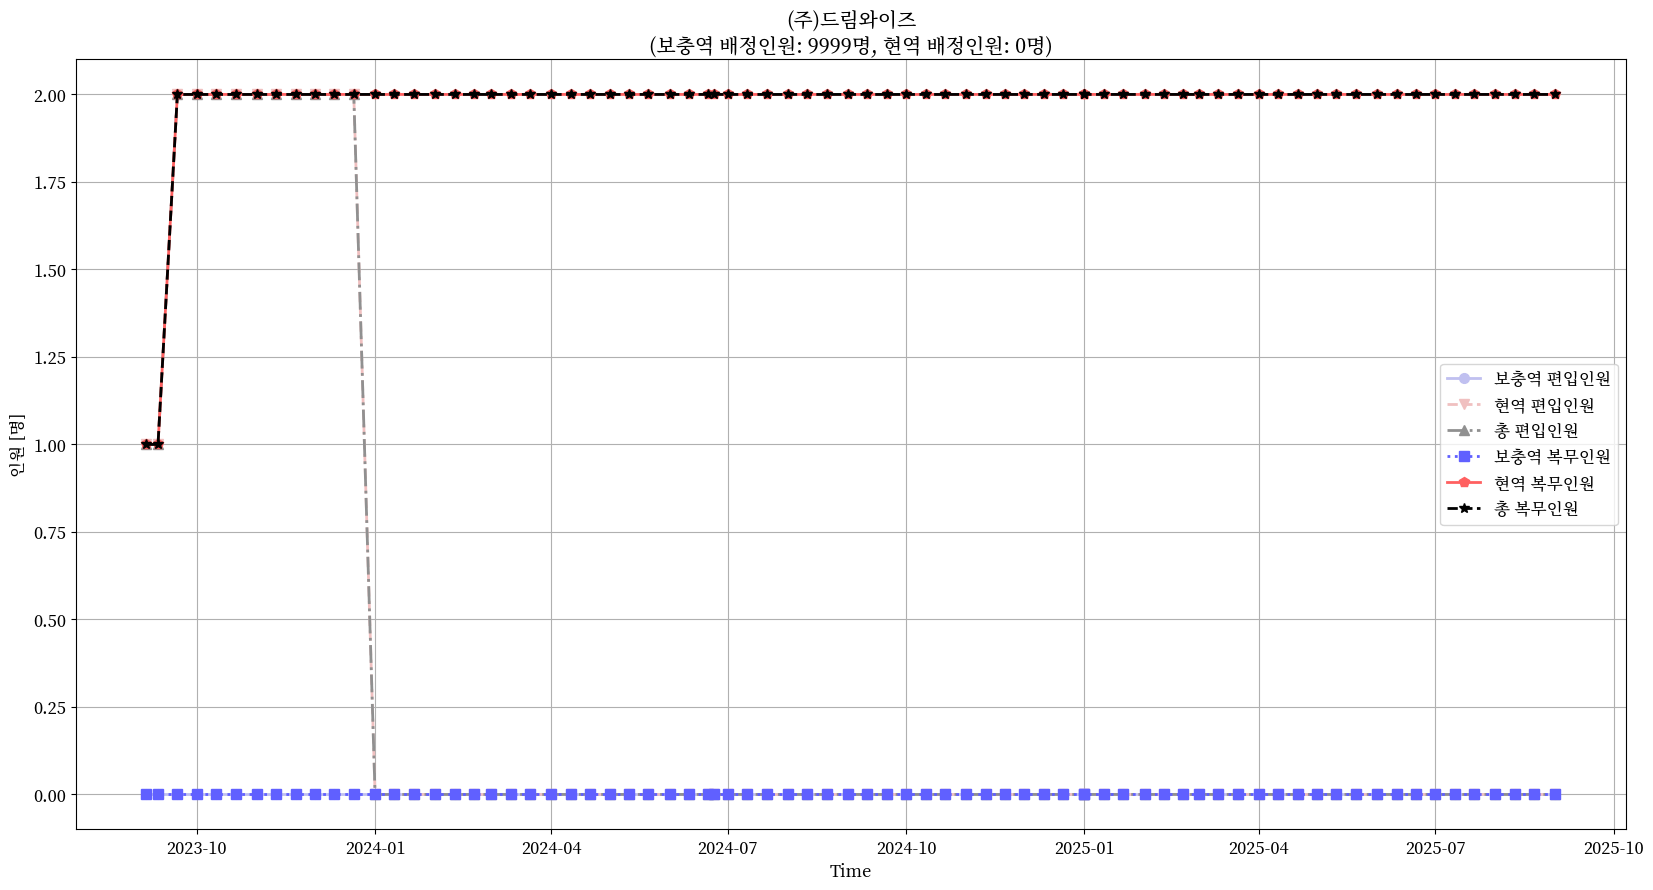 (주)드림와이즈
(보충역 배정인원: 9999명, 현역 배정인원: 0명)
인원 [명]
2.00
1.75
1.50
1.25
1.00
0.75
0.50
0.25
0.00
보충역 편입인원
현역 편입인원
총 편입인원
보충역 복무인원
현역 복무인원
총 복무인원
2023-10
2024-01
2024-04
2024-07
2024-10
2025-01
2025-04
2025-07
2025-10
Time